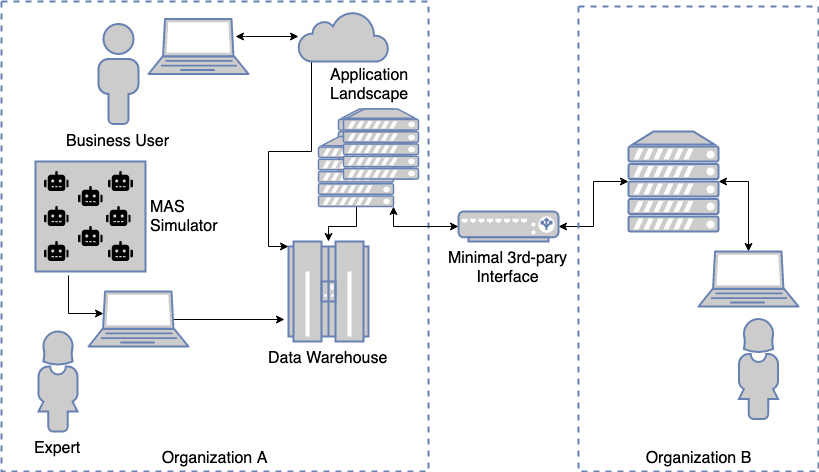 Application
Landscape
Business User
MAS
Simulator
Minimal 3rd-pary
Interface
Data Warehouse
Expert
Organization A
Organization B